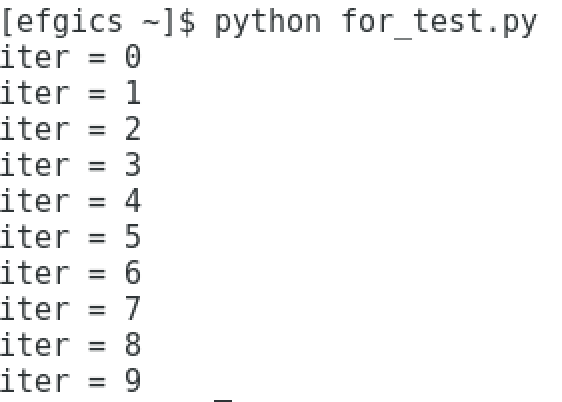 [efgics ~]$ python for_test.py
iter = 0
iter = 1
iter = 2
iter = 3
iter = 4
iter = 5
iter = 6
iter = 7
iter = 8
iter = 9